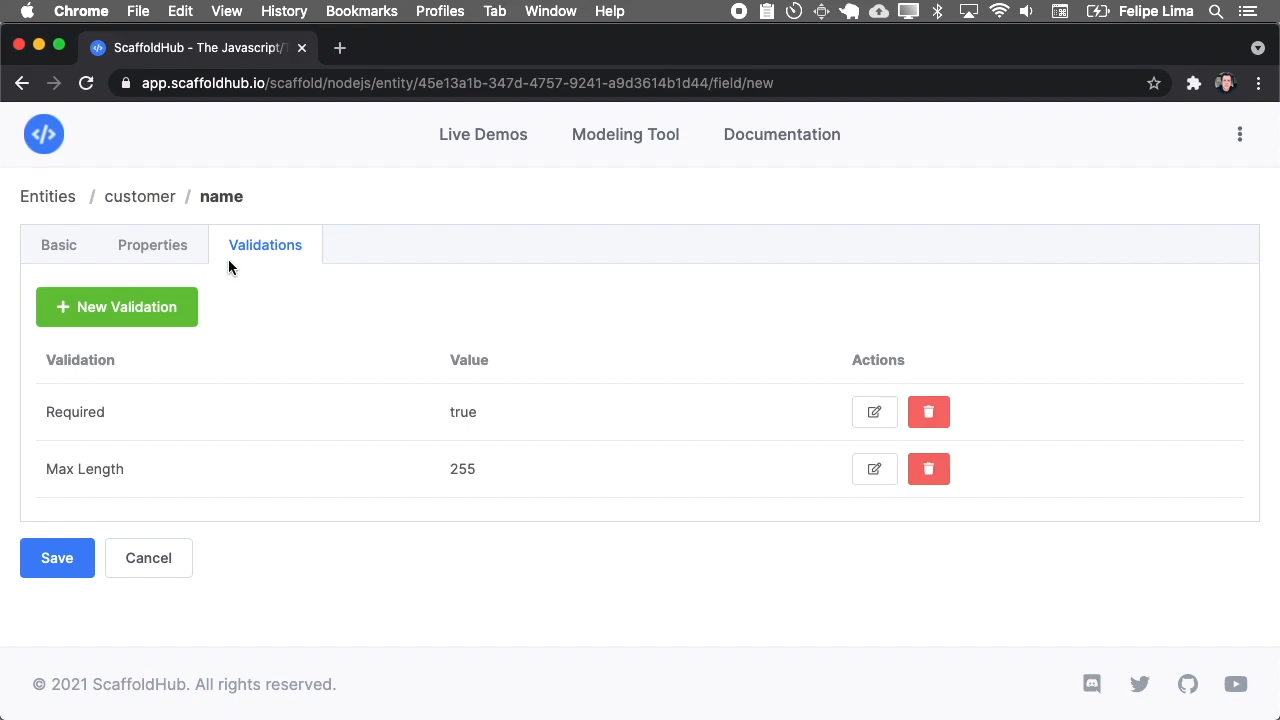 Chrome File Edit View History Bookmarks Profiles Tab Window Help Felipe Lima
ScaffoldHub - The Javascript/
app.scaffoldhub.io/scaffold/nodejs/entity/45e13a1b-347d-4757-9241-a9d3614b1d44/field/new
Live Demos Modeling Tool Documentation
Entities / customer / name
Basic Properties Validations
+ New Validation
Validation Value Actions
Required true
Max Length 255
Save Cancel
© 2021 ScaffoldHub. All rights reserved.